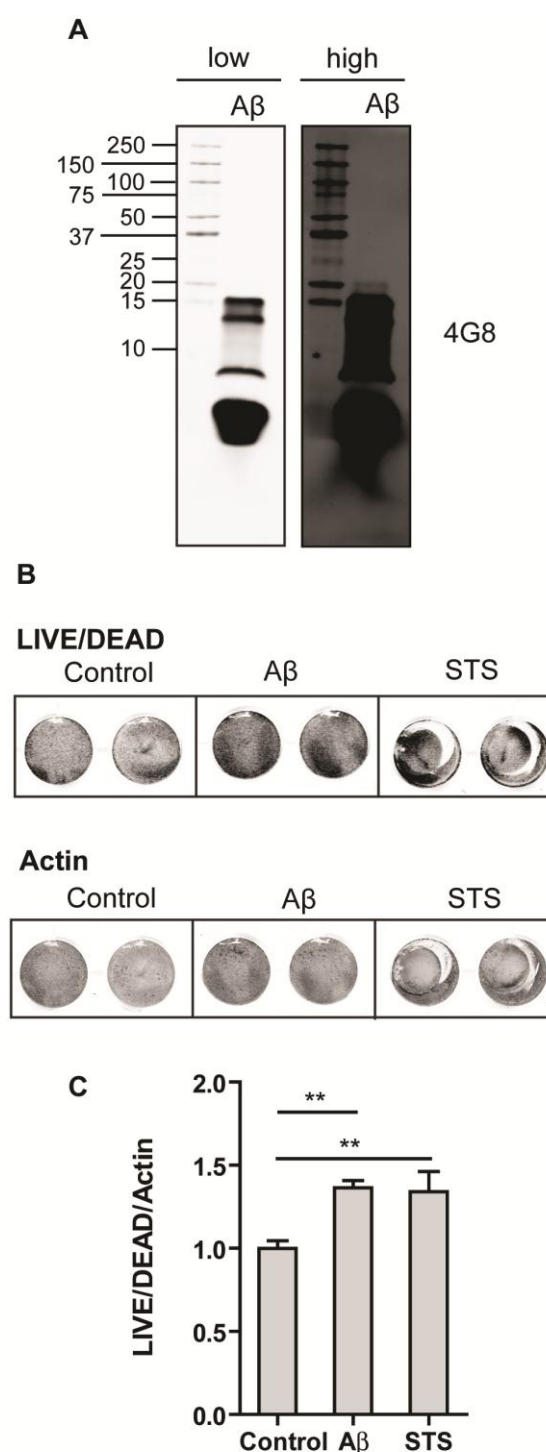 A
low high
Aβ Aβ
250
150
100
75
50
37
25
20
15
10
4G8
B
LIVE/DEAD
Control Aβ STS
Actin
Control Aβ STS
C
LIVE/DEAD/Actin
2.0
1.5
1.0
0.5
0.0
**
**
Control Aβ STS